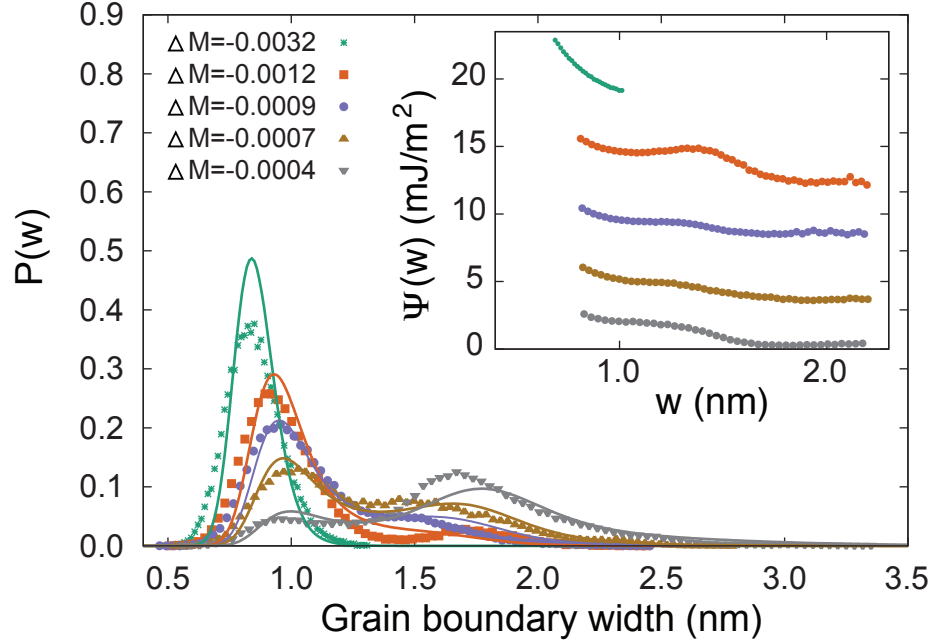 0.9
0.8
0.7
0.6
0.5
0.4
0.3
0.2
0.1
0.0
P(w)
△ M=-0.0032
△ M=-0.0012
△ M=-0.0009
△ M=-0.0007
△ M=-0.0004
0.5 1.0 1.5 2.0 2.5 3.0 3.5
Grain boundary width (nm)
20
15
10
5
0
Ψ(w) (mJ/m²)
1.0 2.0
w (nm)